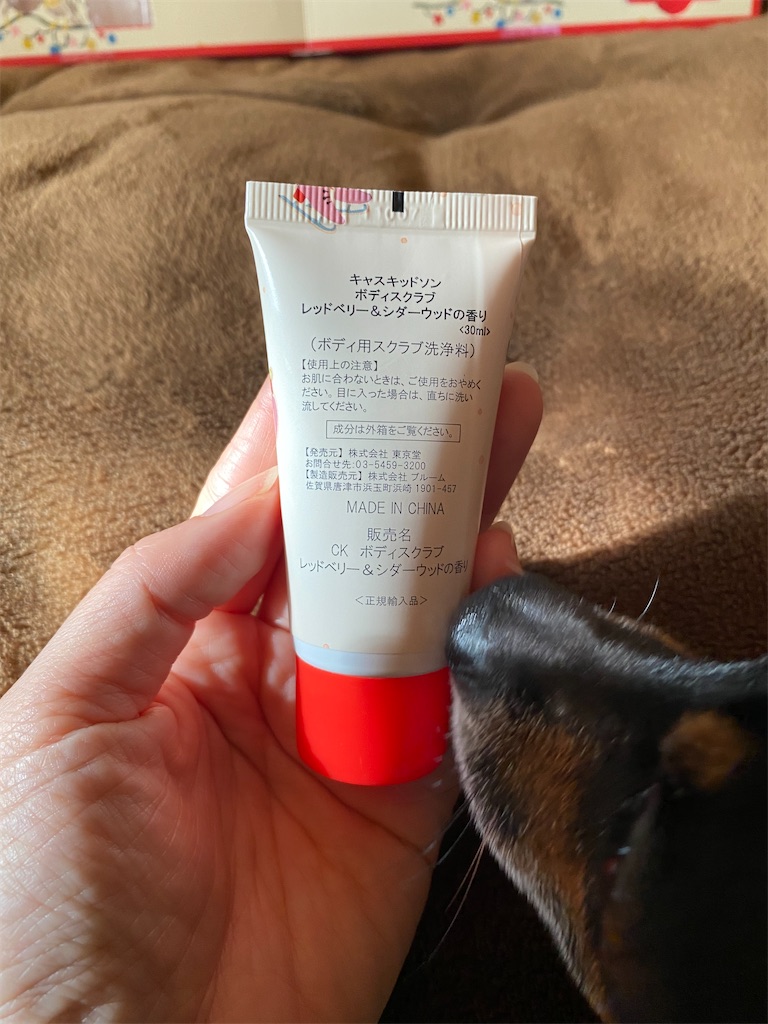 1007
キャスキッドソン
ボディスクラブ
レッドベリー＆シダーウッドの香り
<30ml>
（ボディ用スクラブ洗浄料）
【使用上の注意】
お肌に合わないときは、ご使用をおやめく
ださい。目に入った場合は、直ちに洗い
流してください。
成分は外箱をご覧ください。
【発売元】株式会社 東京堂
お問合せ先:03-5459-3200
【製造販売元】株式会社 ブルーム
佐賀県唐津市浜玉町浜崎 1901-457
MADE IN CHINA
販売名
CK ボディスクラブ
レッドベリー＆シダーウッドの香り
＜正規輸入品＞